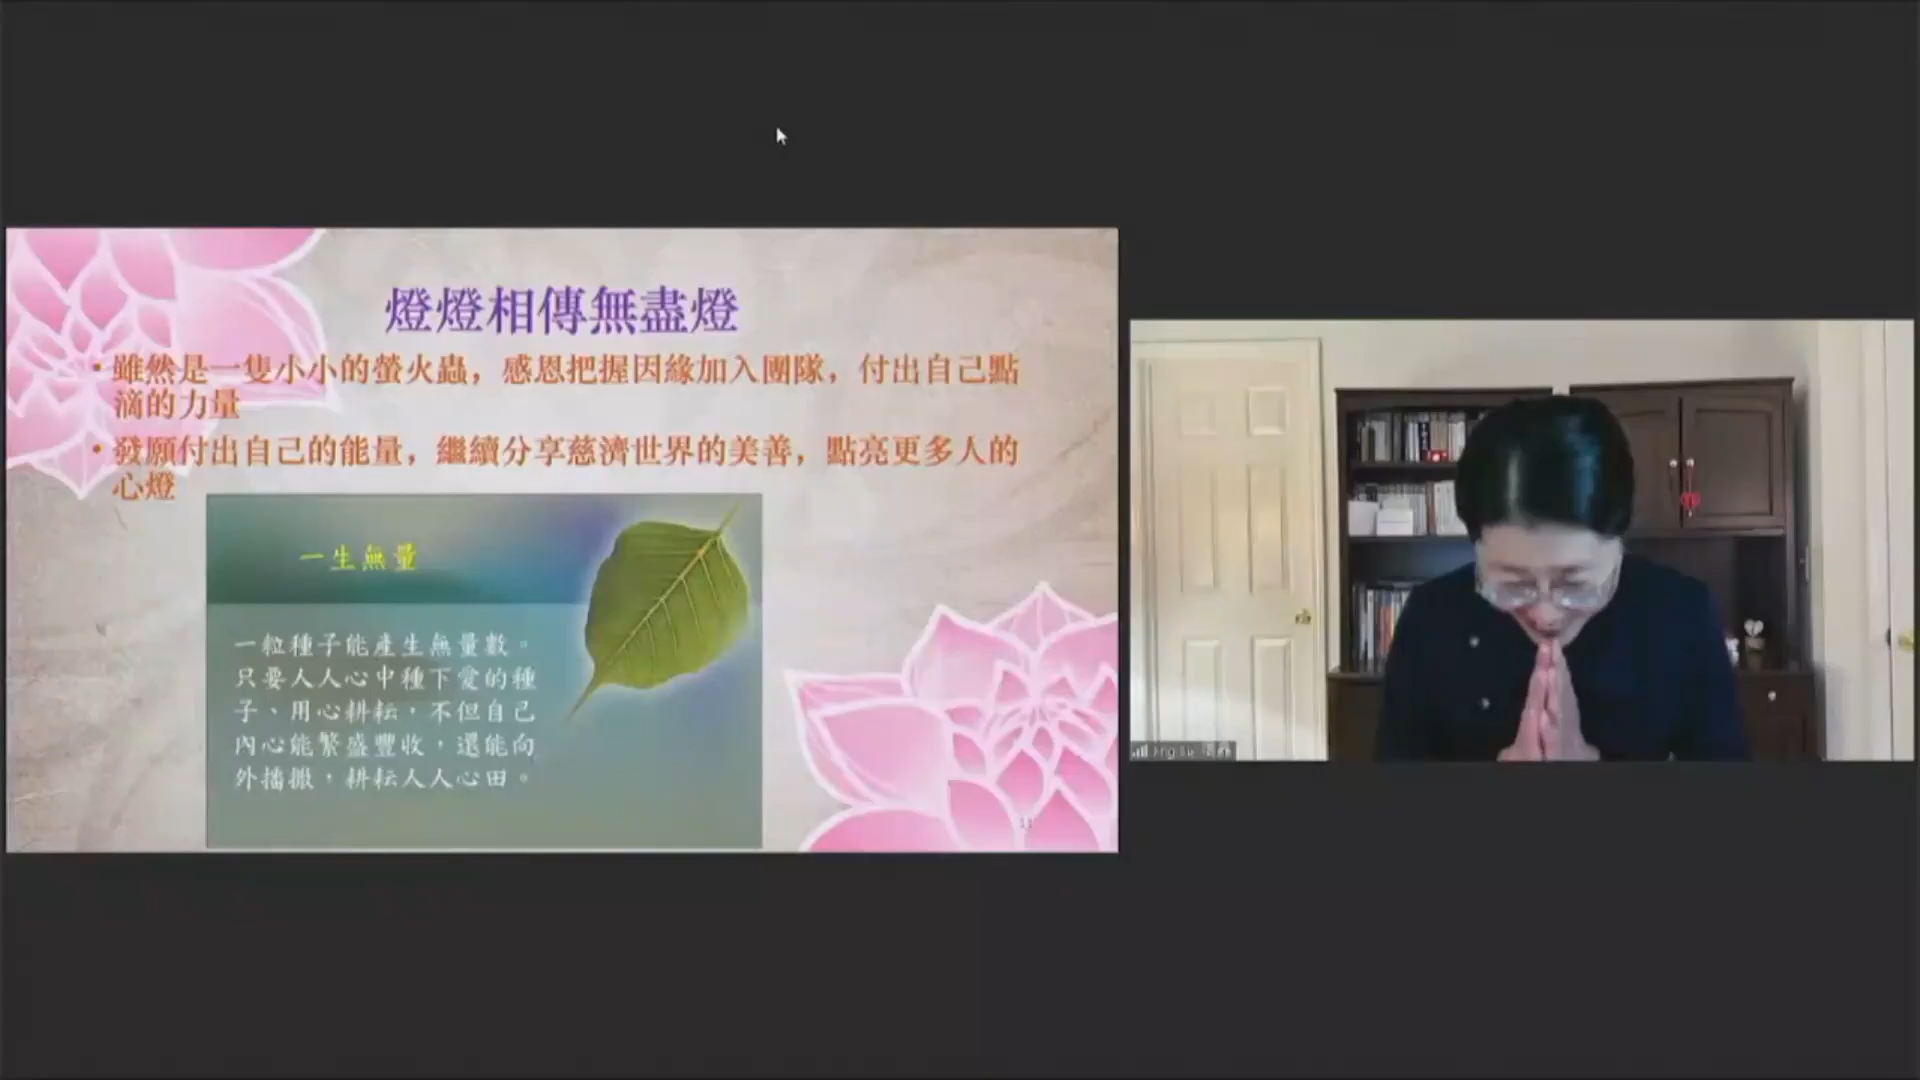 燈燈相傳無盡燈
• 雖然是一隻小小的螢火蟲，感恩把握因緣加入團隊，付出自己點
滴的力量
• 發願付出自己的能量，繼續分享慈濟世界的美善，點亮更多人的
心燈
一生無量
一粒種子能產生無量數。
只要人人心中種下愛的種
子、用心耕耘，不但自己
內心能繁盛豐收，還能向
外播撒，耕耘人人心田。
11